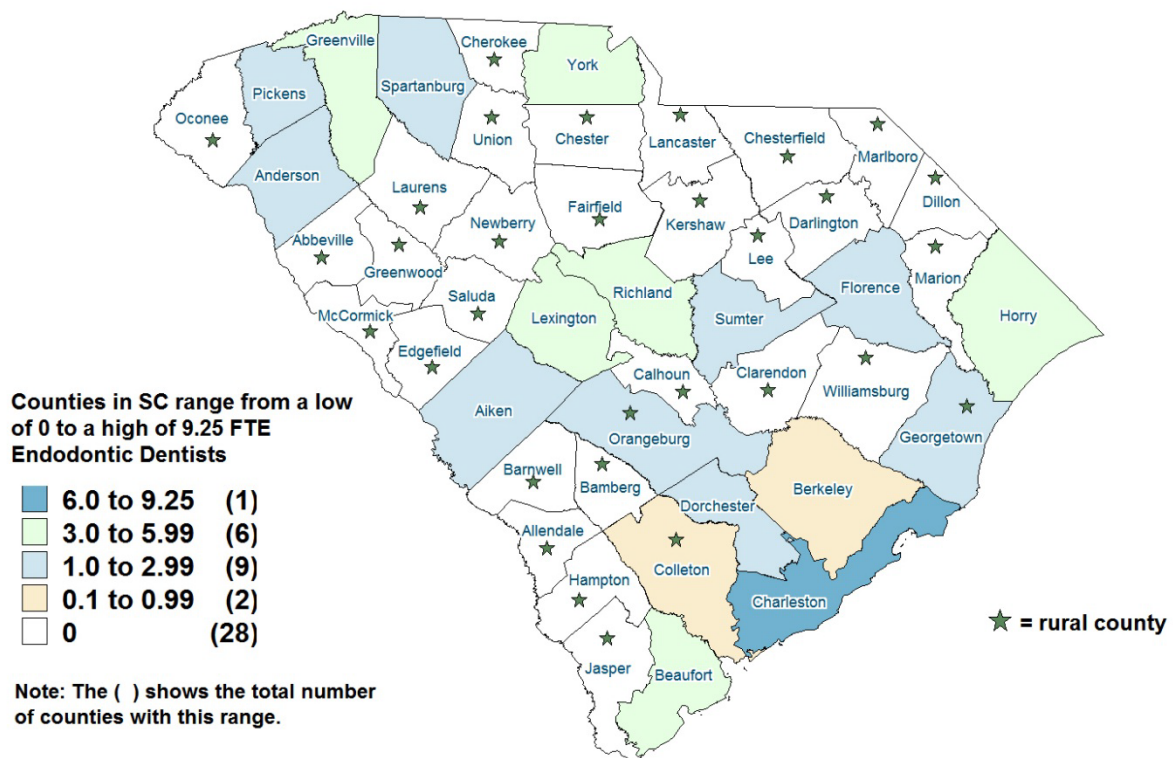 Greenville
Cherokee
York
Pickens
Spartanburg
Oconee
Union
Chester
Lancaster
Chesterfield
Marlboro
Anderson
Laurens
Dillon
Fairfield
Kershaw
Darlington
Newberry
Abbeville
Lee
Greenwood
Marion
Florence
Richland
Saluda
Lexington
Sumter
Horry
McCormick
Edgefield
Calhoun
Clarendon
Williamsburg
Aiken
Orangeburg
Georgetown
Barnwell
Bamberg
Berkeley
Dorchester
Allendale
Colleton
Hampton
Charleston
Jasper
Beaufort
Counties in SC range from a low
of 0 to a high of 9.25 FTE
Endodontic Dentists
6.0 to 9.25 (1)
3.0 to 5.99 (6)
1.0 to 2.99 (9)
0.1 to 0.99 (2)
0 (28)
Note: The ( ) shows the total number
of counties with this range.
= rural county